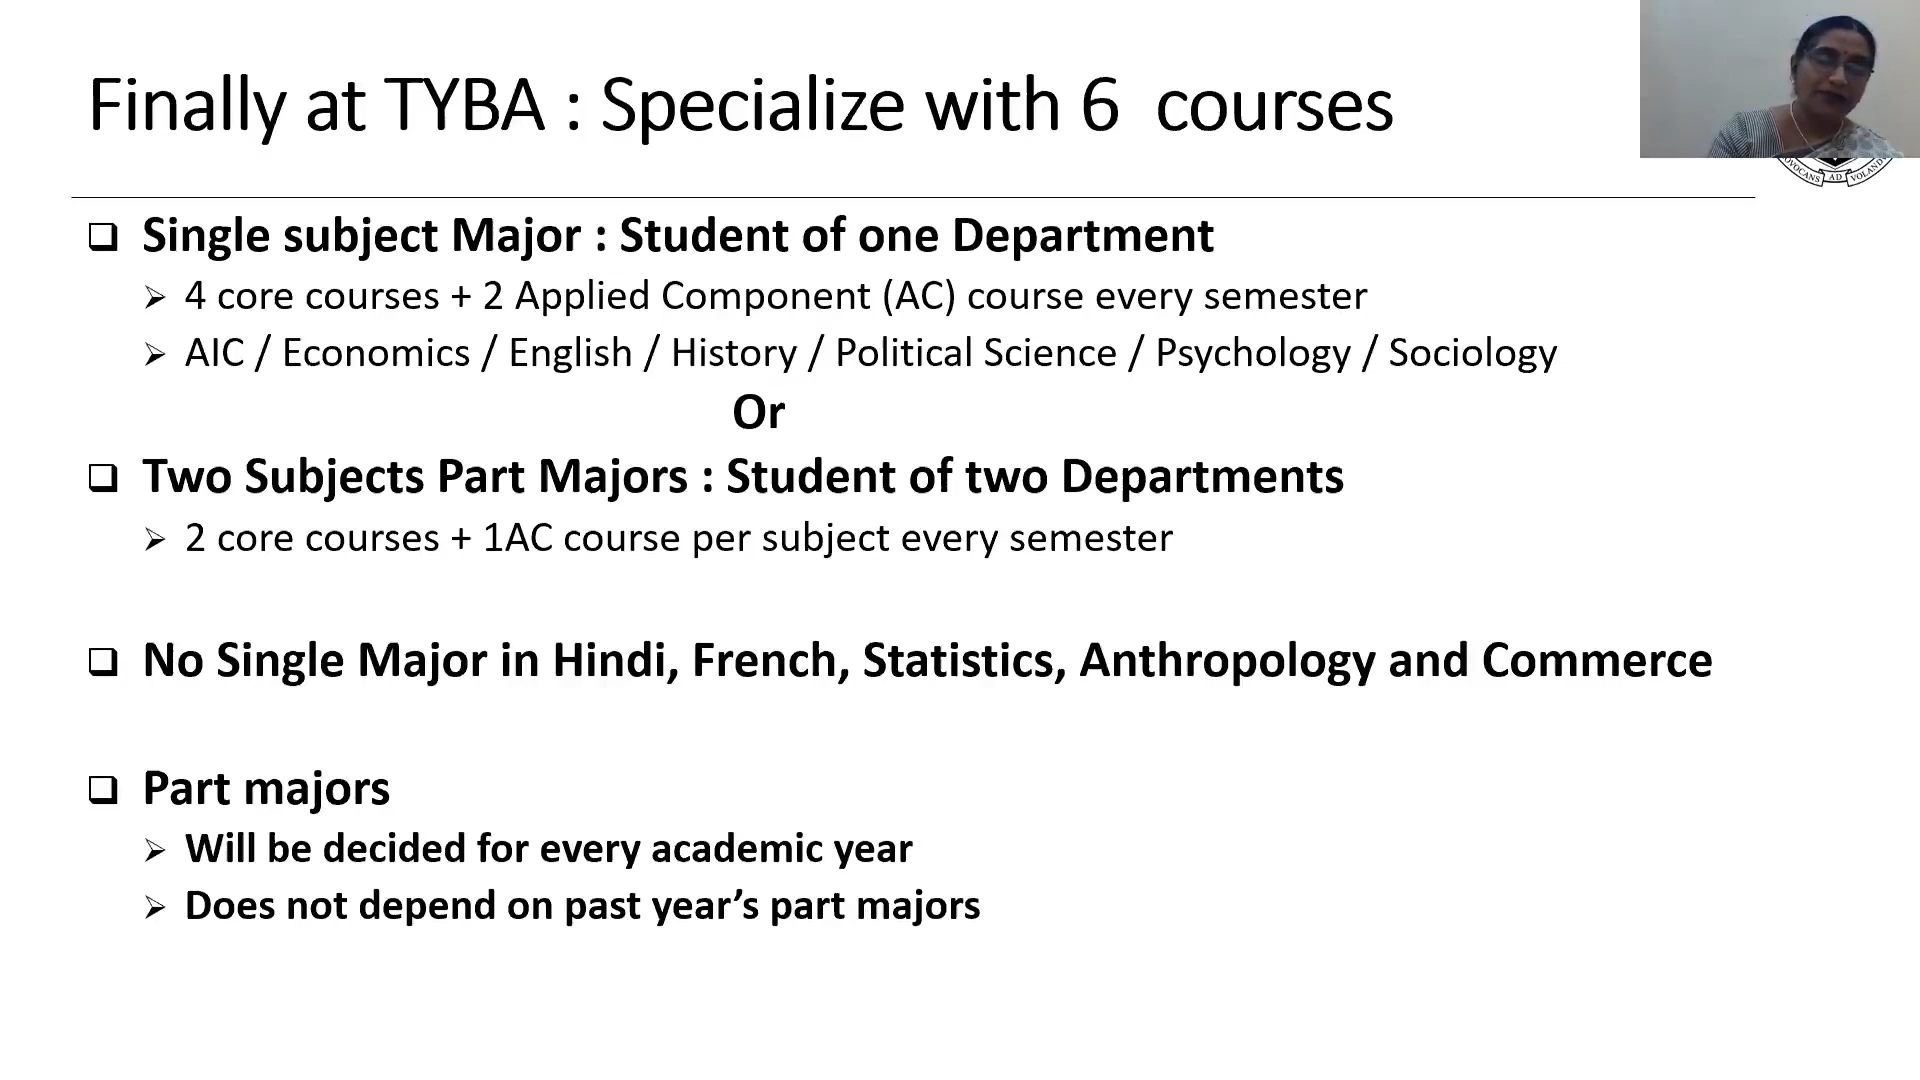 Finally at TYBA : Specialize with 6 courses
OVOCANS AD VOLAND
Single subject Major : Student of one Department
4 core courses + 2 Applied Component (AC) course every semester
AIC / Economics / English / History / Political Science / Psychology / Sociology
Or
Two Subjects Part Majors : Student of two Departments
2 core courses + 1AC course per subject every semester
No Single Major in Hindi, French, Statistics, Anthropology and Commerce
Part majors
Will be decided for every academic year
Does not depend on past year’s part majors